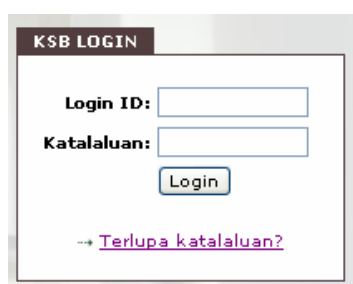 KSB LOGIN
Login ID:
Katalaluan:
Login
⇢ Terlupa katalaluan?